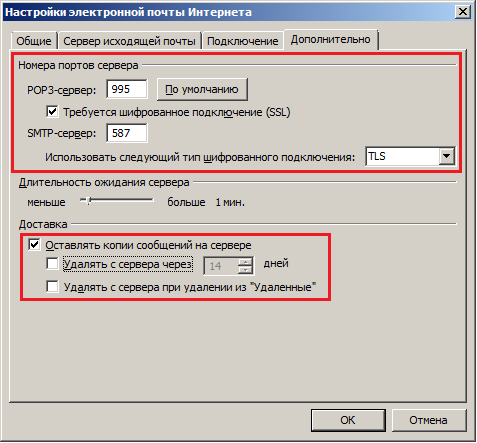 Настройки электронной почты Интернета
Общие Сервер исходящей почты Подключение Дополнительно
Номера портов сервера
POP3-сервер: 995 По умолчанию
Требуется шифрованное подключение (SSL)
SMTP-сервер: 587
Использовать следующий тип шифрованного подключения: TLS
Длительность ожидания сервера
меньше больше 1 мин.
Доставка
Оставлять копии сообщений на сервере
Удалять с сервера через 14 дней
Удалять с сервера при удалении из "Удаленные"
ОК Отмена